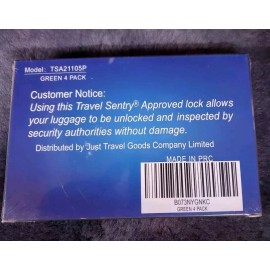 Model: TSA21105P
GREEN 4 PACK
Customer Notice:
Using this Travel Sentry® Approved lock allows
your luggage to be unlocked and inspected by
security authorities without damage.
Distributed by Just Travel Goods Company Limited
MADE IN PRC
B073NYGNKC
GREEN 4 PACK